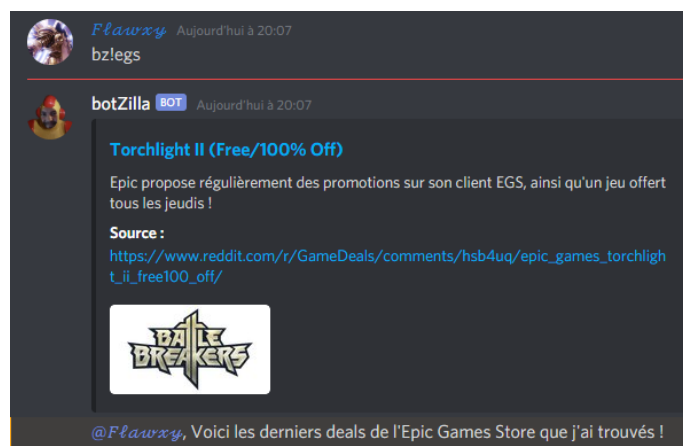 Flawxy Aujourd'hui à 20:07
bz!egs
botZilla BOT Aujourd'hui à 20:07
Torchlight II (Free/100% Off)
Epic propose régulièrement des promotions sur son client EGS, ainsi qu'un jeu offert
tous les jeudis !
Source :
https://www.reddit.com/r/GameDeals/comments/hsb4uq/epic_games_torchligh
t_ii_free100_off/
BATTLE
BREAKERS
@Flawxy, Voici les derniers deals de l'Epic Games Store que j'ai trouvés !